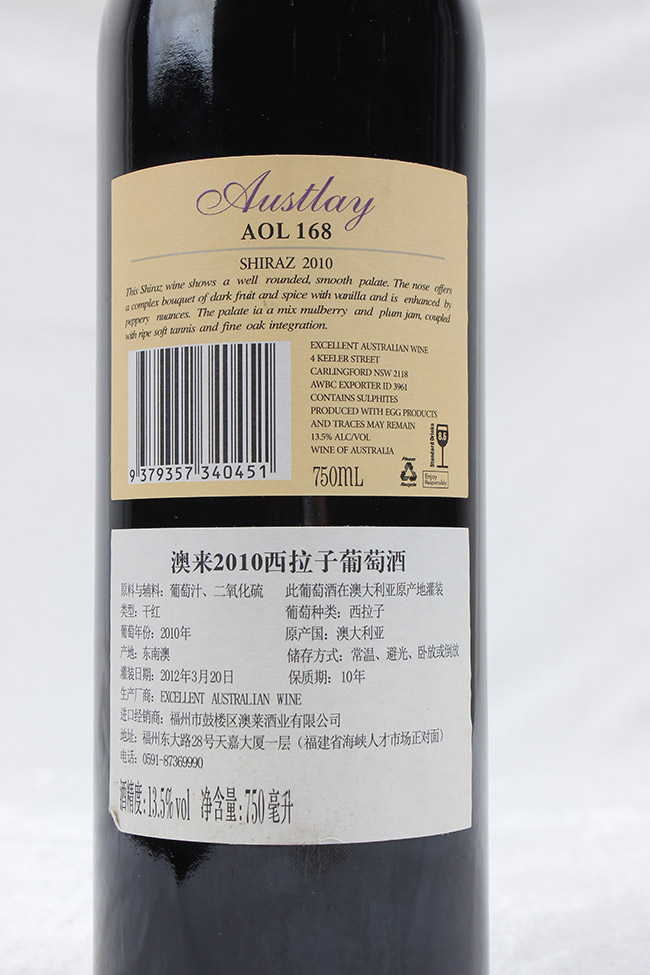 Austlay
AOL 168
SHIRAZ 2010
This Shiraz wine shows a well rounded, smooth palate. The nose offers
a complex bouquet of dark fruit and spice with vanilla and is enhanced by
peppery nuances. The palate ia a mix mulberry and plum jam, coupled
with ripe soft tannis and fine oak integration.
EXCELLENT AUSTRALIAN WINE
4 KEELER STREET
CARLINGFORD NSW 2118
AWBC EXPORTER ID 3961
CONTAINS SULPHITES
PRODUCED WITH EGG PRODUCTS
AND TRACES MAY REMAIN
13.5% ALC/VOL
WINE OF AUSTRALIA
9 379357 340451
750ML
Please
Recycle
Standard Drinks
8.6
Enjoy
Responsibly
澳来2010西拉子葡萄酒
原料与辅料：葡萄汁、二氧化硫 此葡萄酒在澳大利亚原产地灌装
类型：干红 葡萄种类：西拉子
葡萄年份：2010年 原产国：澳大利亚
产地：东南澳 储存方式：常温、避光、卧放或倒放
灌装日期：2012年3月20日 保质期：10年
生产厂商：EXCELLENT AUSTRALIAN WINE
进口经销商：福州市鼓楼区澳莱酒业有限公司
地址：福州东大路28号天嘉大厦一层（福建省海峡人才市场正对面）
电话：0591-87369990
酒精度：13.5% vol 净含量：750毫升